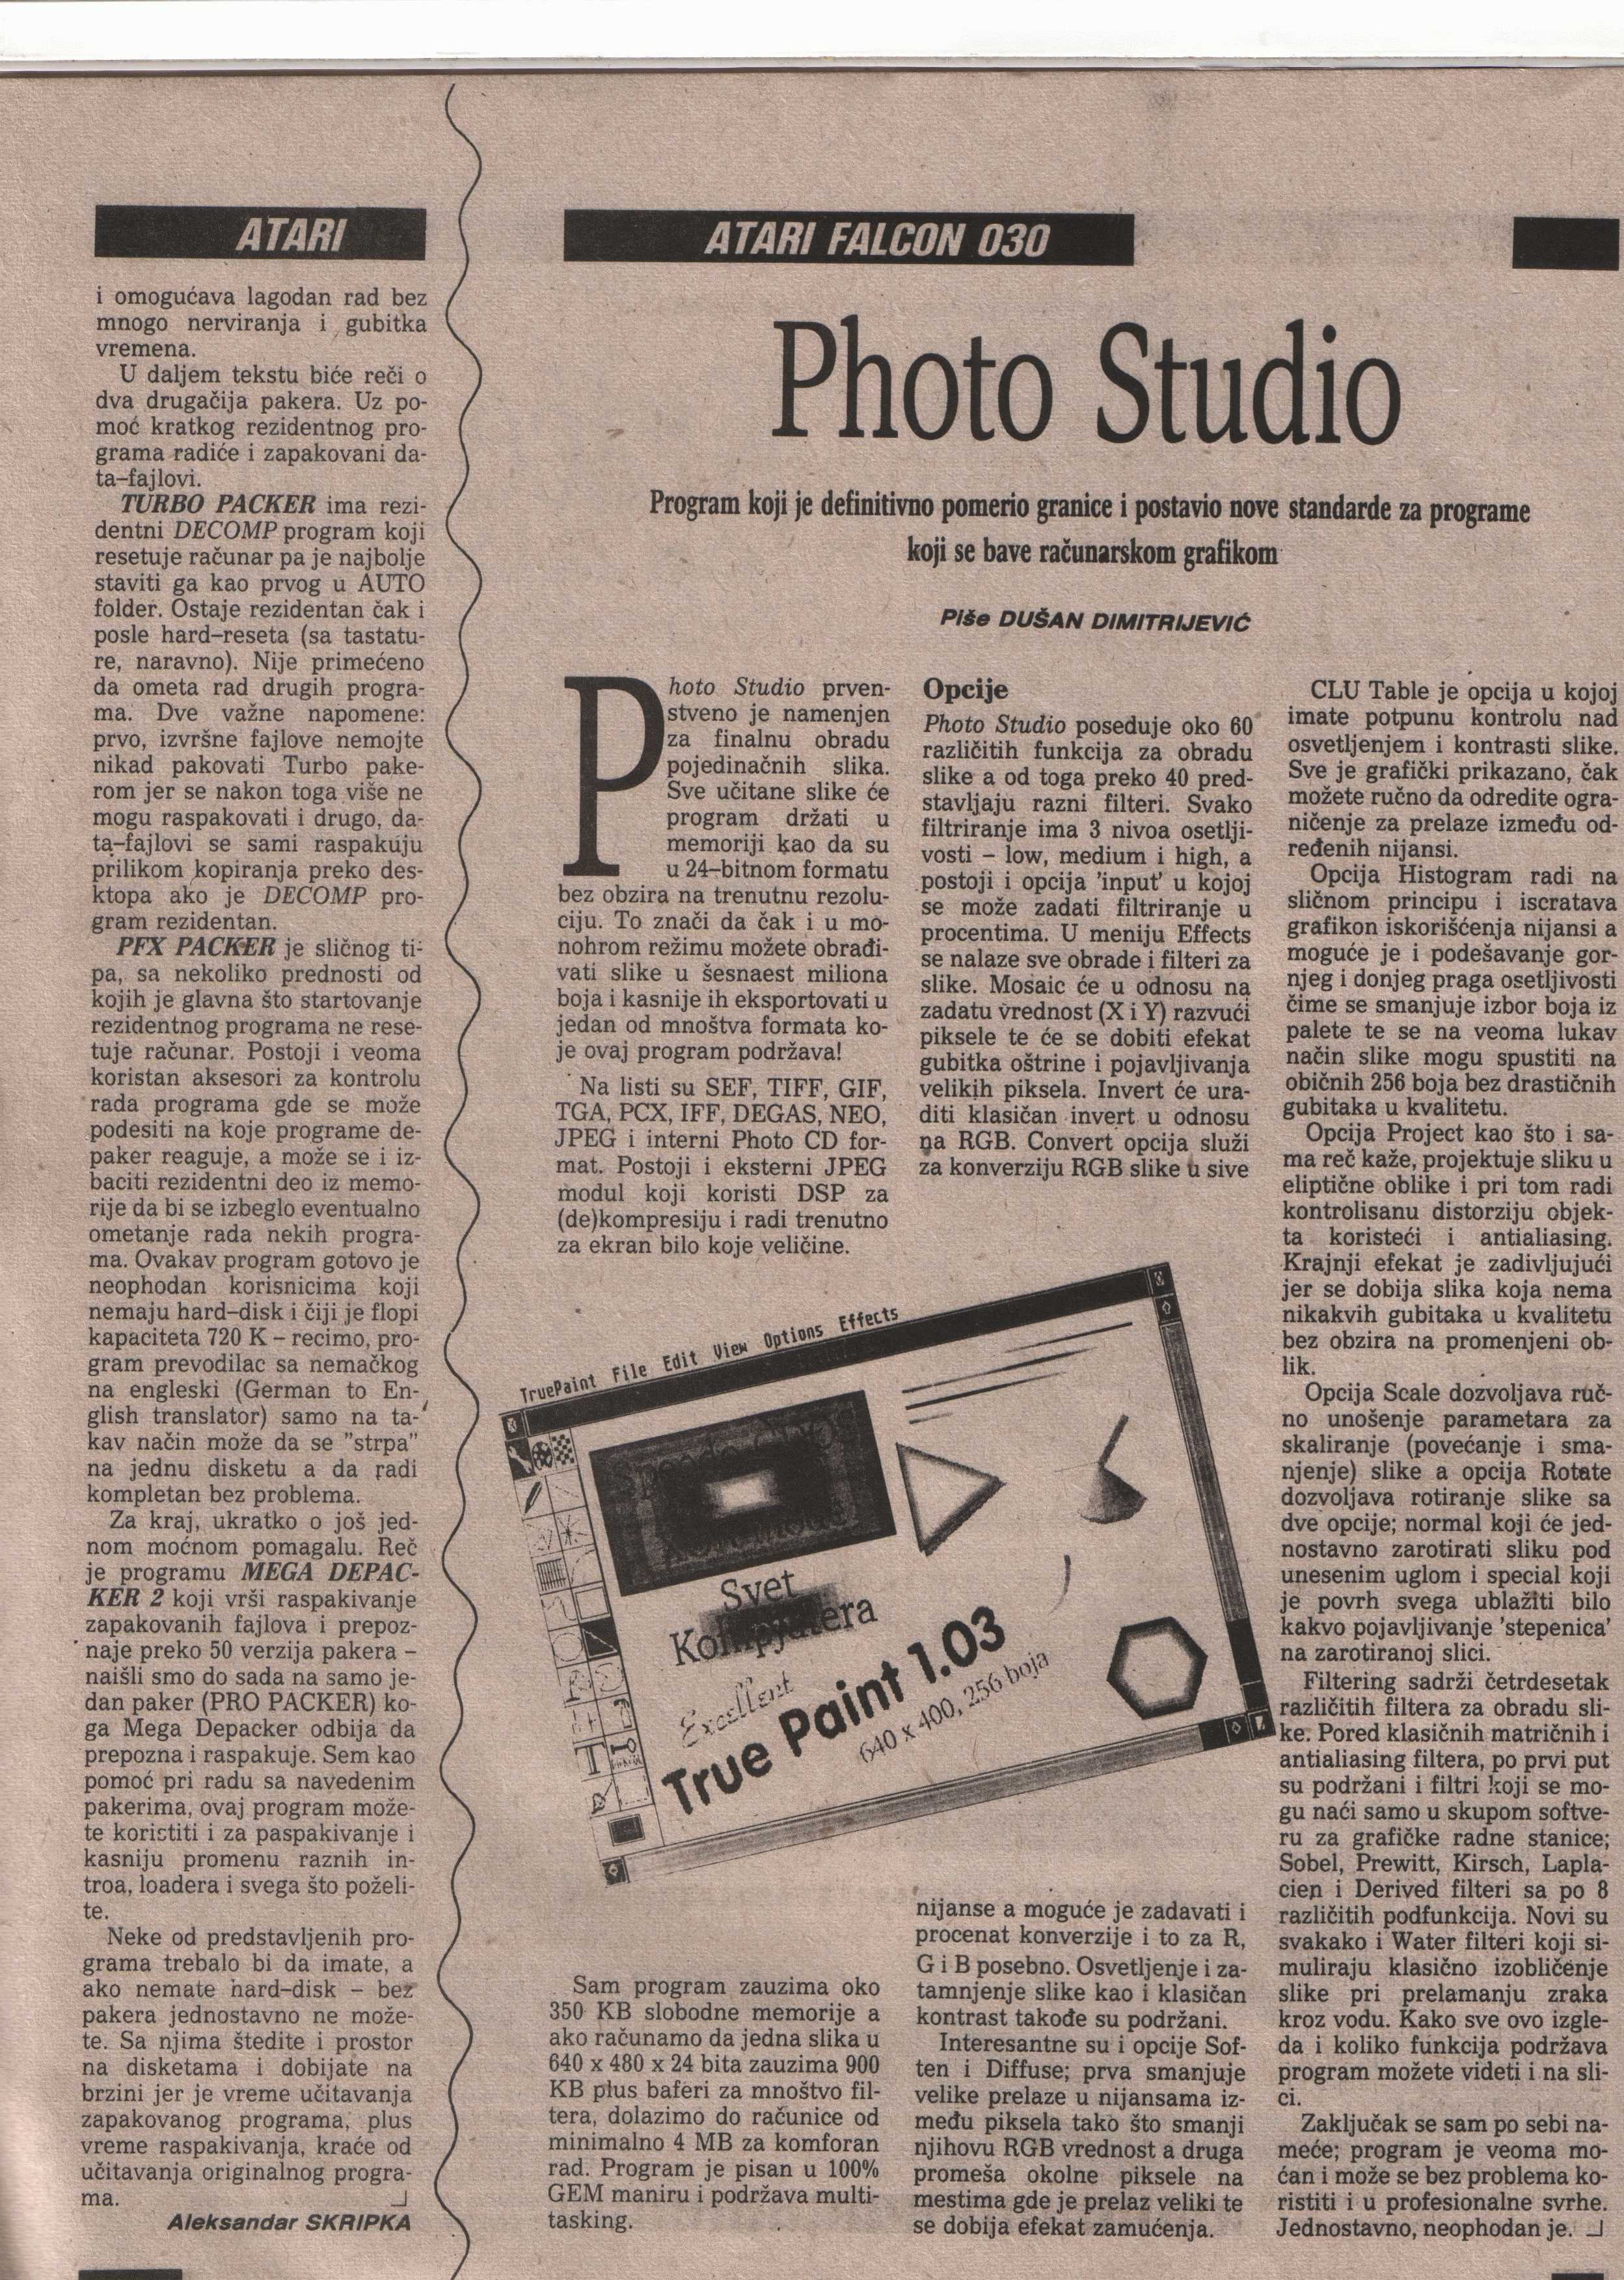 ATARI
i omogućava lagodan rad bez
mnogo nerviranja i gubitka
vremena.
U daljem tekstu biće reči o
dva drugačija pakera. Uz po-
moć kratkog rezidentnog pro-
grama radiće i zapakovani da-
ta–fajlovi.
TURBO PACKER ima rezi-
dentni DECOMP program koji
resetuje računar pa je najbolje
staviti ga kao prvog u AUTO
folder. Ostaje rezidentan čak i
posle hard–reseta (sa tastatu-
re, naravno). Nije primećeno
da ometa rad drugih progra-
ma. Dve važne napomene:
prvo, izvršne fajlove nemojte
nikad pakovati Turbo pake-
rom jer se nakon toga više ne
mogu raspakovati i drugo, da-
ta–fajlovi se sami raspakuju
prilikom kopiranja preko des-
ktopa ako je DECOMP pro-
gram rezidentan.
PFX PACKER je sličnog ti-
pa, sa nekoliko prednosti od
kojih je glavna što startovanje
rezidentnog programa ne rese-
tuje računar. Postoji i veoma
koristan aksesori za kontrolu
rada programa gde se može
podesiti na koje programe de-
paker reaguje, a može se i iz-
baciti rezidentni deo iz memo-
rije da bi se izbeglo eventualno
ometanje rada nekih progra-
ma. Ovakav program gotovo je
neophodan korisnicima koji
nemaju hard–disk i čiji je flopi
kapaciteta 720 K – recimo, pro-
gram prevodilac sa nemačkog
na engleski (German to En-
glish translator) samo na ta-
kav način može da se "strpa"
na jednu disketu a da radi
kompletan bez problema.
Za kraj, ukratko o još jed-
nom moćnom pomagalu. Reč
je programu MEGA DEPAC-
KER 2 koji vrši raspakivanje
zapakovanih fajlova i prepoz-
naje preko 50 verzija pakera –
naišli smo do sada na samo je-
dan paker (PRO PACKER) ko-
ga Mega Depacker odbija da
prepozna i raspakuje. Sem kao
pomoć pri radu sa navedenim
pakerima, ovaj program može-
te koristiti i za paspakivanje i
kasniju promenu raznih in-
troa, loadera i svega što poželi-
te.
Neke od predstavljenih pro-
grama trebalo bi da imate, a
ako nemate hard–disk – bez
pakera jednostavno ne može-
te. Sa njima štedite i prostor
na disketama i dobijate na
brzini jer je vreme učitavanja
zapakovanog programa, plus
vreme raspakivanja, kraće od
učitavanja originalnog progra-
ma.
Aleksandar SKRIPKA
ATARI FALCON 030
Photo Studio
Program koji je definitivno pomerio granice i postavio nove standarde za programe
koji se bave računarskom grafikom
Piše DUŠAN DIMITRIJEVIĆ
Photo Studio prven-
stveno je namenjen
za finalnu obradu
pojedinačnih slika.
Sve učitane slike će
program držati u
memoriji kao da su
u 24–bitnom formatu
bez obzira na trenutnu rezolu-
ciju. To znači da čak i u mo-
nohrom režimu možete obrađi-
vati slike u šesnaest miliona
boja i kasnije ih eksportovati u
jedan od mnoštva formata ko-
je ovaj program podržava!
Na listi su SEF, TIFF, GIF,
TGA, PCX, IFF, DEGAS, NEO,
JPEG i interni Photo CD for-
mat. Postoji i eksterni JPEG
modul koji koristi DSP za
(de)kompresiju i radi trenutno
za ekran bilo koje veličine.
TruePaint File Edit View Options Effects
Svet
Kompjutera
Excellent
True Paint 1.03
640 x 400, 256 boja
Sam program zauzima oko
350 KB slobodne memorije a
ako računamo da jedna slika u
640 x 480 x 24 bita zauzima 900
KB plus baferi za mnoštvo fil-
tera, dolazimo do računice od
minimalno 4 MB za komforan
rad. Program je pisan u 100%
GEM maniru i podržava multi-
tasking.
Opcije
Photo Studio poseduje oko 60
različitih funkcija za obradu
slike a od toga preko 40 pred-
stavljaju razni filteri. Svako
filtriranje ima 3 nivoa osetlji-
vosti – low, medium i high, a
postoji i opcija 'input' u kojoj
se može zadati filtriranje u
procentima. U meniju Effects
se nalaze sve obrade i filteri za
slike. Mosaic će u odnosu na
zadatu vrednost (X i Y) razvući
piksele te će se dobiti efekat
gubitka oštrine i pojavljivanja
velikih piksela. Invert će ura-
diti klasičan invert u odnosu
na RGB. Convert opcija služi
za konverziju RGB slike u sive
nijanse a moguće je zadavati i
procenat konverzije i to za R,
G i B posebno. Osvetljenje i za-
tamnjenje slike kao i klasičan
kontrast takođe su podržani.
Interesantne su i opcije Sof-
ten i Diffuse; prva smanjuje
velike prelaze u nijansama iz-
među piksela tako što smanji
njihovu RGB vrednost a druga
promeša okolne piksele na
mestima gde je prelaz veliki te
se dobija efekat zamućenja.
CLU Table je opcija u kojoj
imate potpunu kontrolu nad
osvetljenjem i kontrasti slike.
Sve je grafički prikazano, čak
možete ručno da odredite ogra-
ničenje za prelaze između od-
ređenih nijansi.
Opcija Histogram radi na
sličnom principu i iscratava
grafikon iskorišćenja nijansi a
moguće je i podešavanje gor-
njeg i donjeg praga osetljivosti
čime se smanjuje izbor boja iz
palete te se na veoma lukav
način slike mogu spustiti na
običnih 256 boja bez drastičnih
gubitaka u kvalitetu.
Opcija Project kao što i sa-
ma reč kaže, projektuje sliku u
eliptične oblike i pri tom radi
kontrolisanu distorziju objek-
ta koristeći i antialiasing.
Krajnji efekat je zadivljujući
jer se dobija slika koja nema
nikakvih gubitaka u kvalitetu
bez obzira na promenjeni ob-
lik.
Opcija Scale dozvoljava ruč-
no unošenje parametara za
skaliranje (povećanje i sma-
njenje) slike a opcija Rotate
dozvoljava rotiranje slike sa
dve opcije; normal koji će jed-
nostavno zarotirati sliku pod
unesenim uglom i special koji
je povrh svega ublažiti bilo
kakvo pojavljivanje 'stepenica'
na zarotiranoj slici.
Filtering sadrži četrdesetak
različitih filtera za obradu sli-
ke. Pored klasičnih matričnih i
antialiasing filtera, po prvi put
su podržani i filtri koji se mo-
gu naći samo u skupom softve-
ru za grafičke radne stanice;
Sobel, Prewitt, Kirsch, Lapla-
cien i Derived filteri sa po 8
različitih podfunkcija. Novi su
svakako i Water filteri koji si-
muliraju klasično izobličenje
slike pri prelamanju zraka
kroz vodu. Kako sve ovo izgle-
da i koliko funkcija podržava
program možete videti i na sli-
ci.
Zaključak se sam po sebi na-
meće; program je veoma mo-
ćan i može se bez problema ko-
ristiti i u profesionalne svrhe.
Jednostavno, neophodan je.